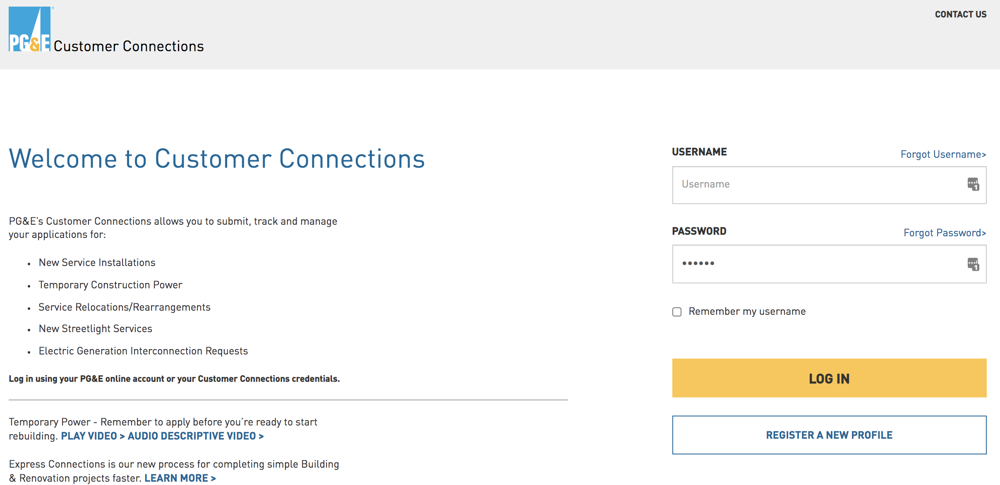 PG&E®
Customer Connections
CONTACT US
Welcome to Customer Connections
PG&E’s Customer Connections allows you to submit, track and manage
your applications for:
• New Service Installations
• Temporary Construction Power
• Service Relocations/Rearrangements
• New Streetlight Services
• Electric Generation Interconnection Requests
Log in using your PG&E online account or your Customer Connections credentials.
Temporary Power - Remember to apply before you’re ready to start
rebuilding. PLAY VIDEO > AUDIO DESCRIPTIVE VIDEO >
Express Connections is our new process for completing simple Building
& Renovation projects faster. LEARN MORE >
USERNAME
Forgot Username>
Username
1
PASSWORD
Forgot Password>
••••••
1
Remember my username
LOG IN
REGISTER A NEW PROFILE